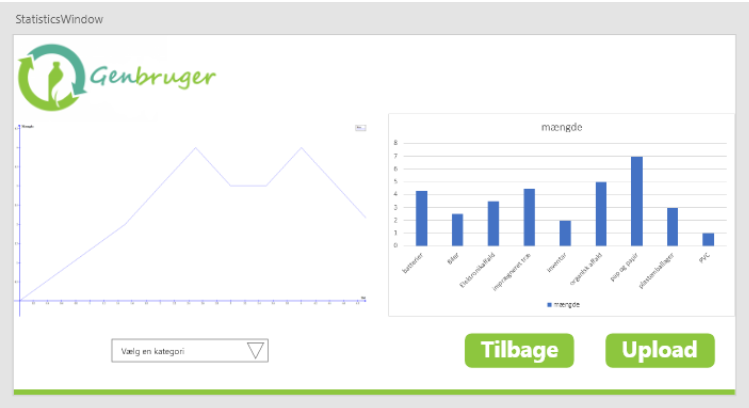 StatisticsWindow
Genbruger
mængde
8
7
6
5
4
3
2
1
0
batterier
Biler
Elektronikaffald
imprægneret træ
inventar
organisk affald
pap og papir
plastemballager
PVC
mængde
Vælg en kategori
Tilbage
Upload